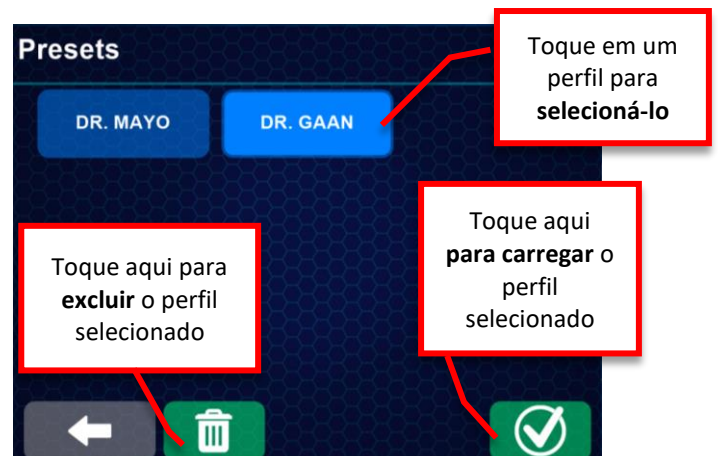 Presets
DR. MAYO
DR. GAAN
Toque em um
perfil para
selecioná-lo
Toque aqui para
excluir o perfil
selecionado
Toque aqui
para carregar o
perfil
selecionado